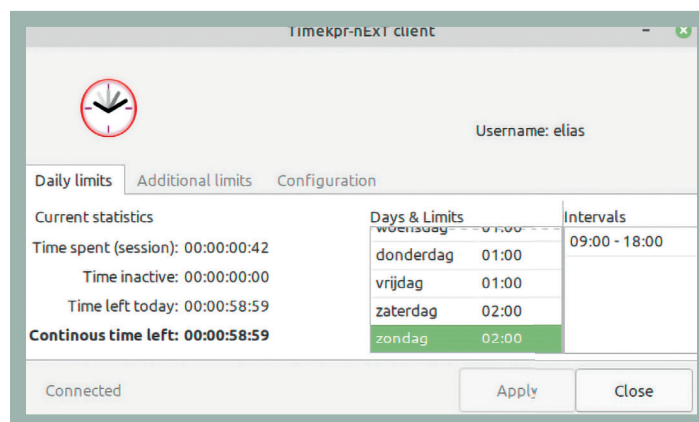 Timekpr-nExT client
Username: elias
Daily limits Additional limits Configuration
Current statistics
Time spent (session): 00:00:00:42
Time inactive: 00:00:00:00
Time left today: 00:00:58:59
Continous time left: 00:00:58:59
Days & Limits
woensdag 01:00
donderdag 01:00
vrijdag 01:00
zaterdag 02:00
zondag 02:00
Intervals
09:00 - 18:00
Connected
Apply
Close